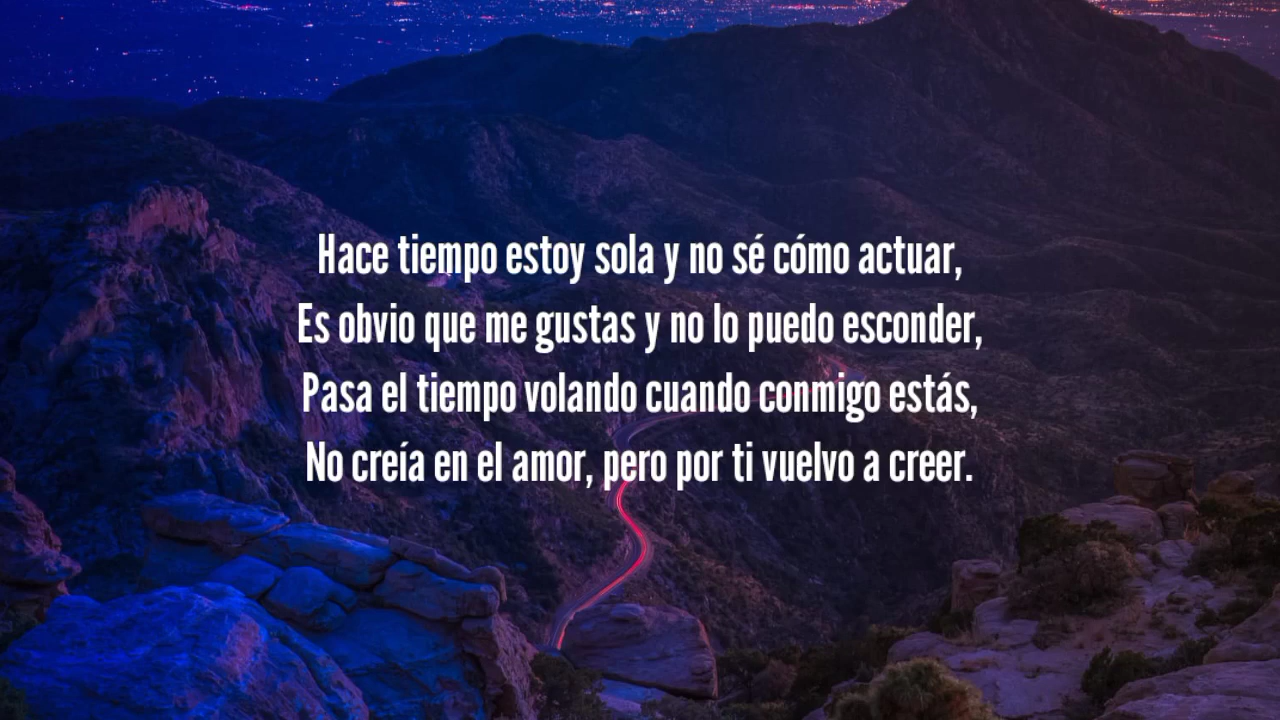 Hace tiempo estoy sola y no sé cómo actuar,
Es obvio que me gustas y no lo puedo esconder,
Pasa el tiempo volando cuando conmigo estás,
No creía en el amor, pero por ti vuelvo a creer.